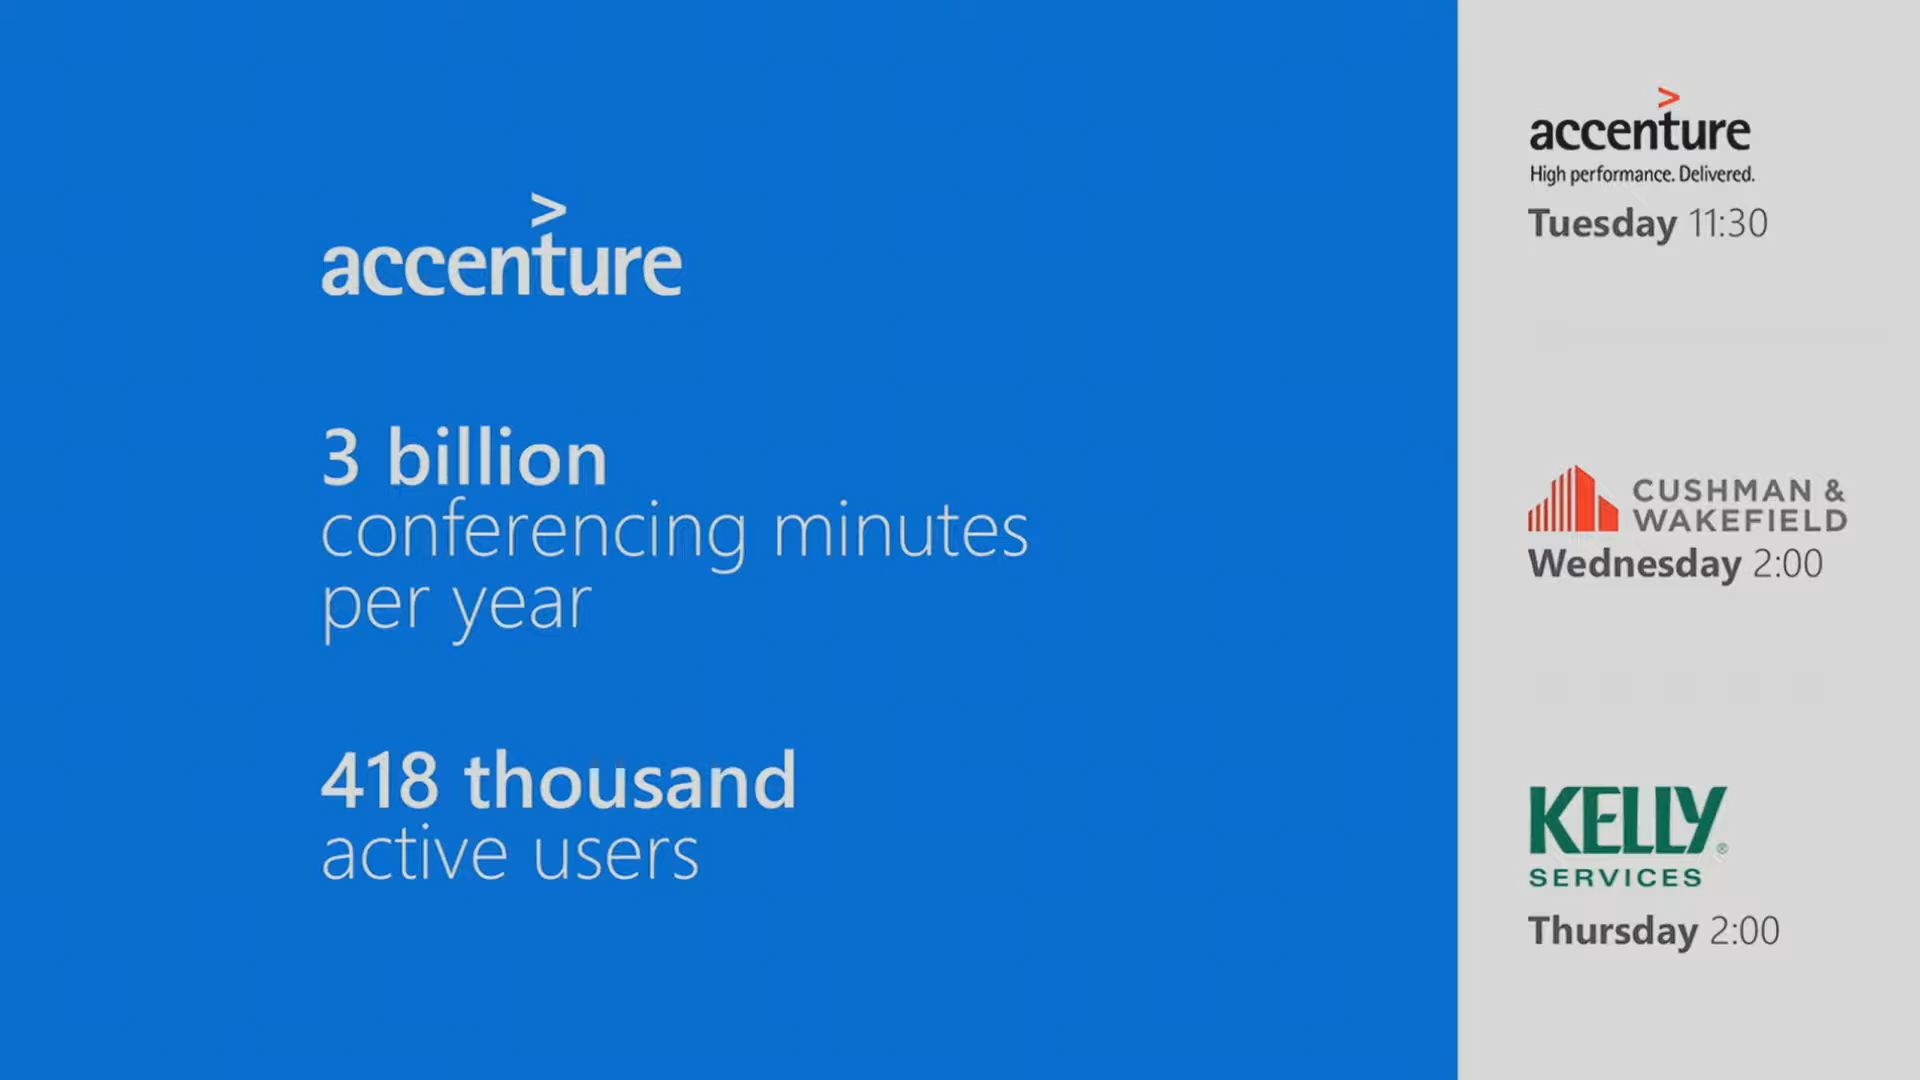 accenture
3 billion
conferencing minutes
per year
418 thousand
active users
accenture
High performance. Delivered.
Tuesday 11:30
CUSHMAN &
WAKEFIELD
Wednesday 2:00
KELLY®
SERVICES
Thursday 2:00